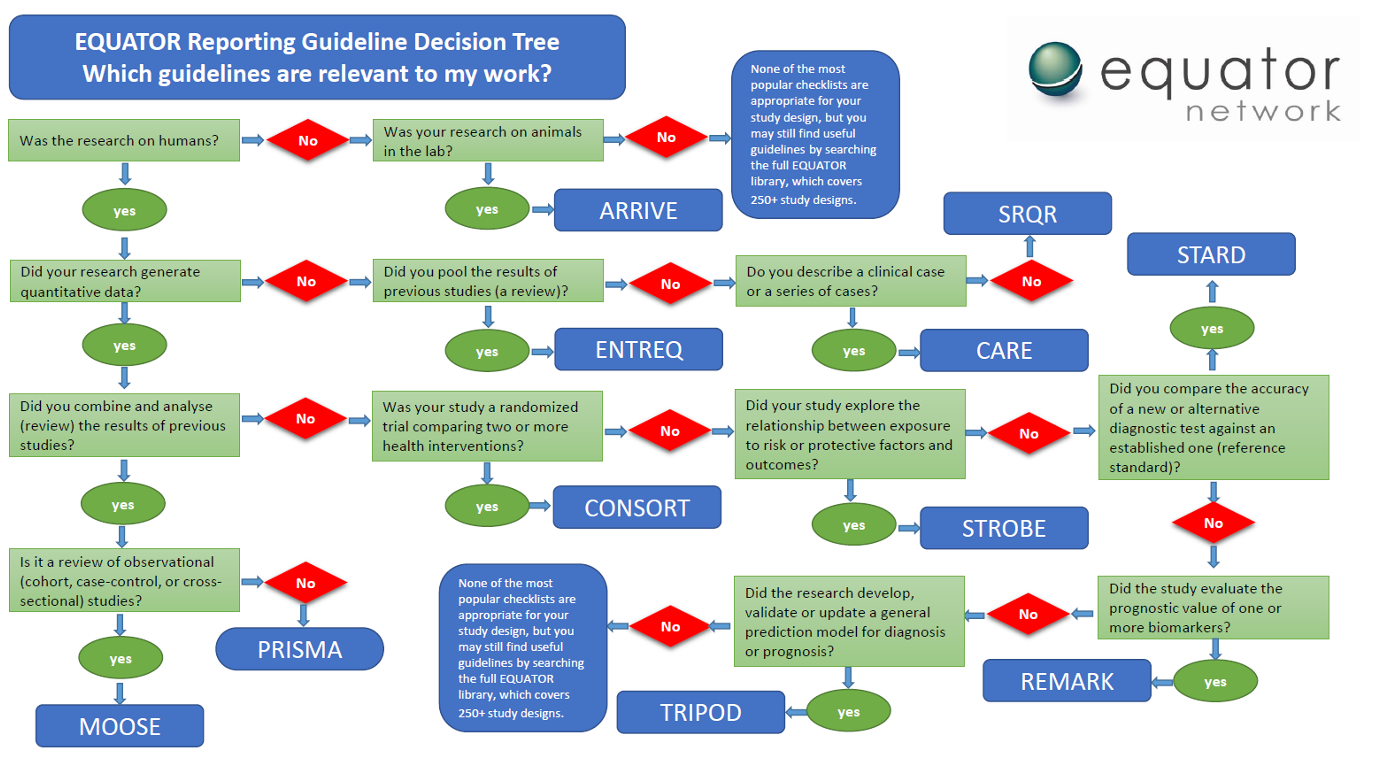 EQUATOR Reporting Guideline Decision Tree
Which guidelines are relevant to my work?
equator
network
None of the most
popular checklists are
appropriate for your
study design, but you
may still find useful
guidelines by searching
the full EQUATOR
library, which covers
250+ study designs.
Was the research on humans?
No
Was your research on animals
in the lab?
No
yes
yes
ARRIVE
SRQR
STARD
Did your research generate
quantitative data?
No
Did you pool the results of
previous studies (a review)?
No
Do you describe a clinical case
or a series of cases?
No
yes
yes
ENTREQ
yes
CARE
yes
Did you combine and analyse
(review) the results of previous
studies?
No
Was your study a randomized
trial comparing two or more
health interventions?
No
Did your study explore the
relationship between exposure
to risk or protective factors and
outcomes?
No
Did you compare the accuracy
of a new or alternative
diagnostic test against an
established one (reference
standard)?
yes
yes
CONSORT
yes
STROBE
No
Is it a review of observational
(cohort, case-control, or cross-
sectional) studies?
No
PRISMA
yes
MOOSE
None of the most
popular checklists are
appropriate for your
study design, but you
may still find useful
guidelines by searching
the full EQUATOR
library, which covers
250+ study designs.
No
Did the research develop,
validate or update a general
prediction model for diagnosis
or prognosis?
No
Did the study evaluate the
prognostic value of one or
more biomarkers?
TRIPOD
yes
REMARK
yes